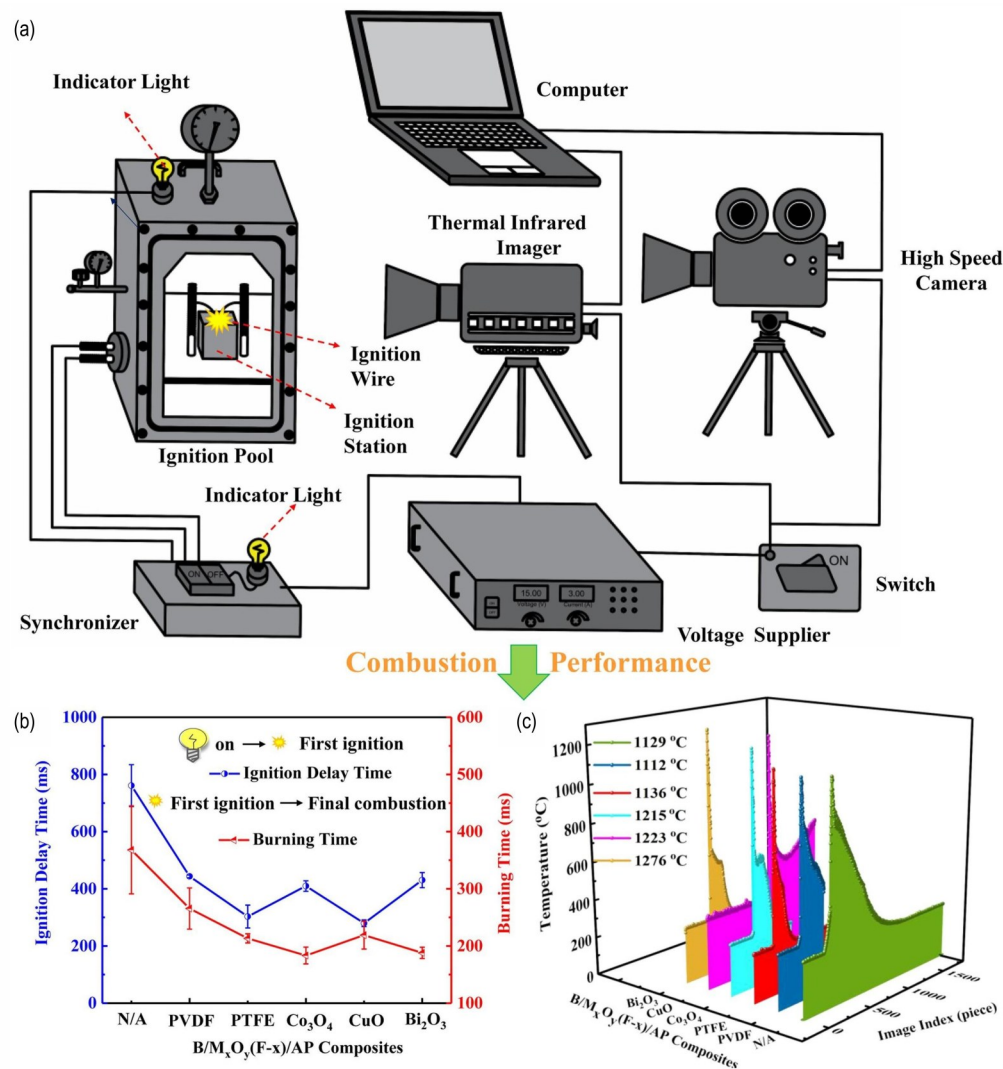 (a)
Indicator Light
Computer
Thermal Infrared
Imager
High Speed
Camera
Ignition
Wire
Ignition
Station
Ignition Pool
Indicator Light
ON OFF
15.00 3.00
Voltage (V) Current (A)
ON
Switch
Synchronizer
Voltage Supplier
Combustion Performance
(b)
1000
800
600
400
200
0
Ignition Delay Time (ms)
on → First ignition
Ignition Delay Time
First ignition → Final combustion
Burning Time
600
500
400
300
200
100
Burning Time (ms)
N/A PVDF PTFE Co₃O₄ CuO Bi₂O₃
B/MₓOᵧ(F-x)/AP Composites
(c)
1200
1000
800
600
400
200
0
Temperature (°C)
1129 °C
1112 °C
1136 °C
1215 °C
1223 °C
1276 °C
Bi₂O₃
CuO
Co₃O₄
PTFE
PVDF
N/A
B/MₓOᵧ(F-x)/AP Composites
0
500
1000
1500
Image Index (piece)